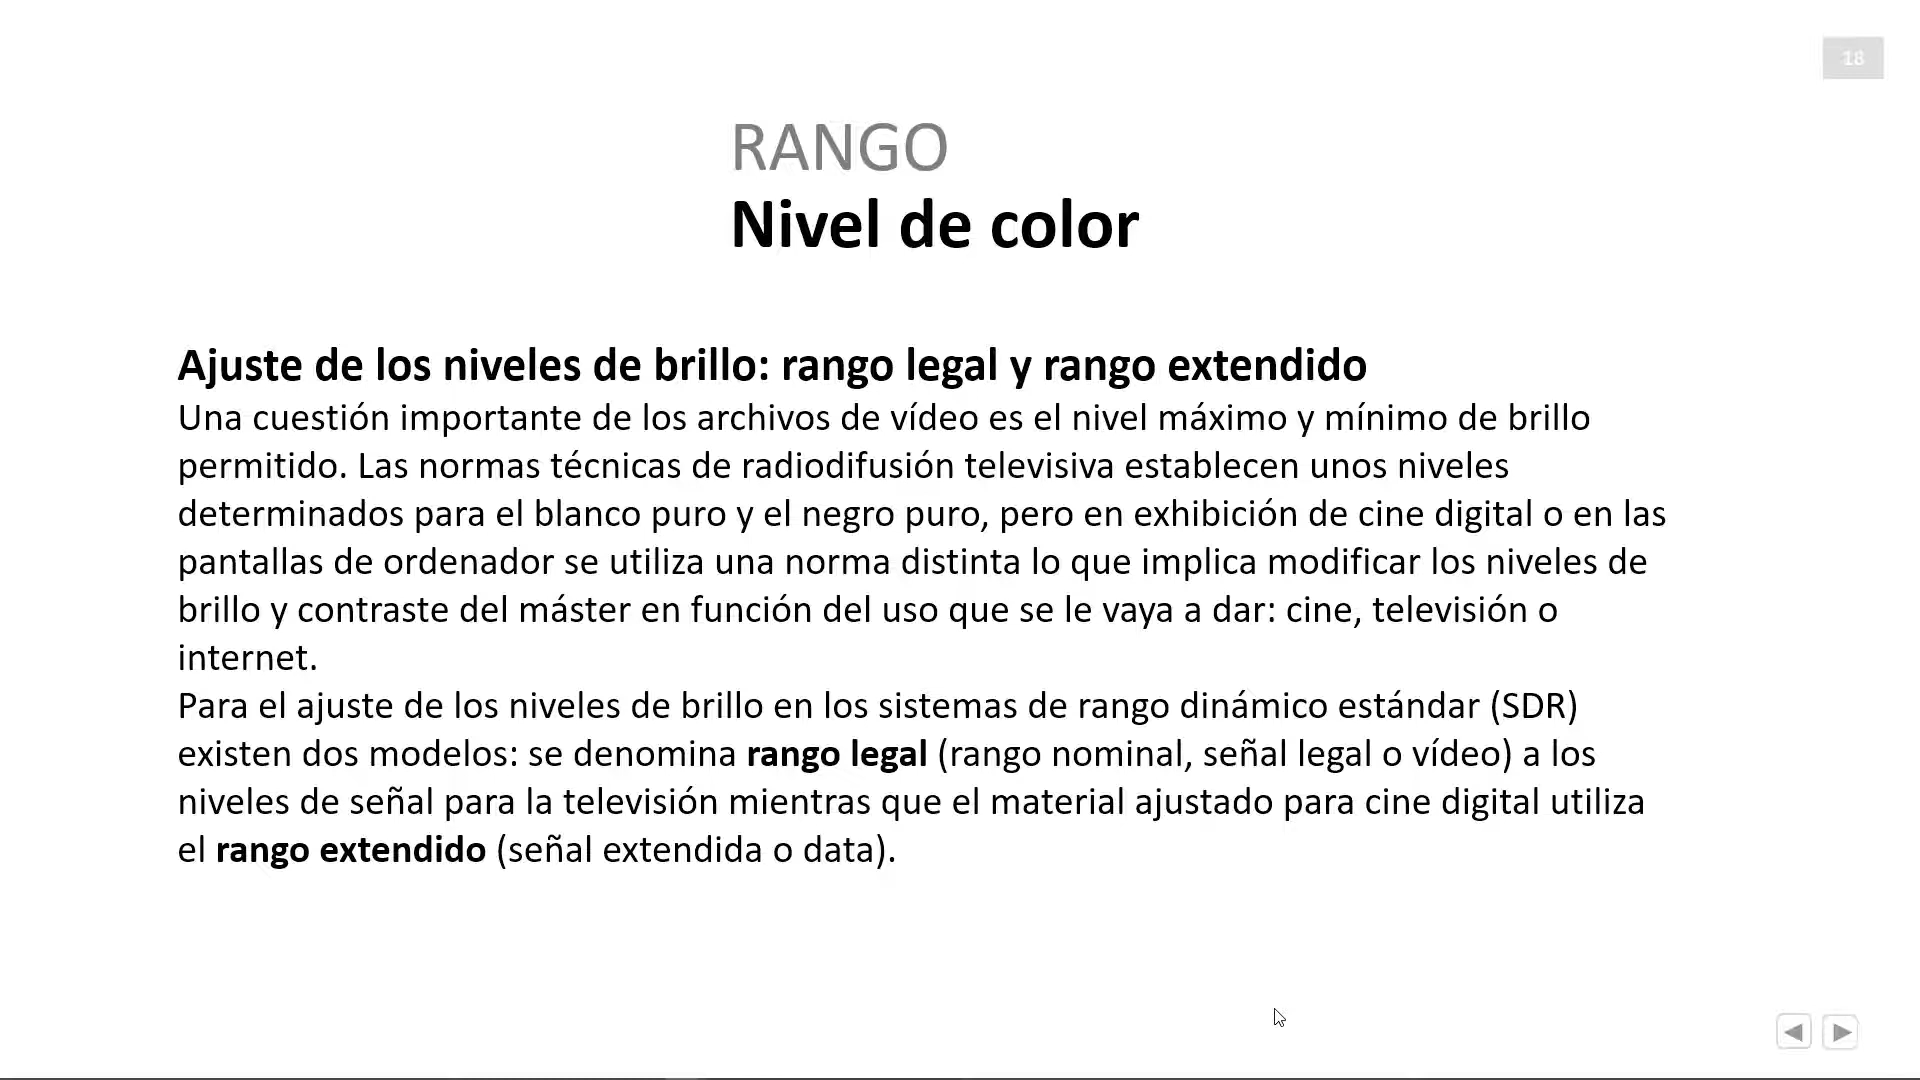 18
RANGO
Nivel de color
Ajuste de los niveles de brillo: rango legal y rango extendido
Una cuestión importante de los archivos de vídeo es el nivel máximo y mínimo de brillo
permitido. Las normas técnicas de radiodifusión televisiva establecen unos niveles
determinados para el blanco puro y el negro puro, pero en exhibición de cine digital o en las
pantallas de ordenador se utiliza una norma distinta lo que implica modificar los niveles de
brillo y contraste del máster en función del uso que se le vaya a dar: cine, televisión o
internet.
Para el ajuste de los niveles de brillo en los sistemas de rango dinámico estándar (SDR)
existen dos modelos: se denomina rango legal (rango nominal, señal legal o vídeo) a los
niveles de señal para la televisión mientras que el material ajustado para cine digital utiliza
el rango extendido (señal extendida o data).